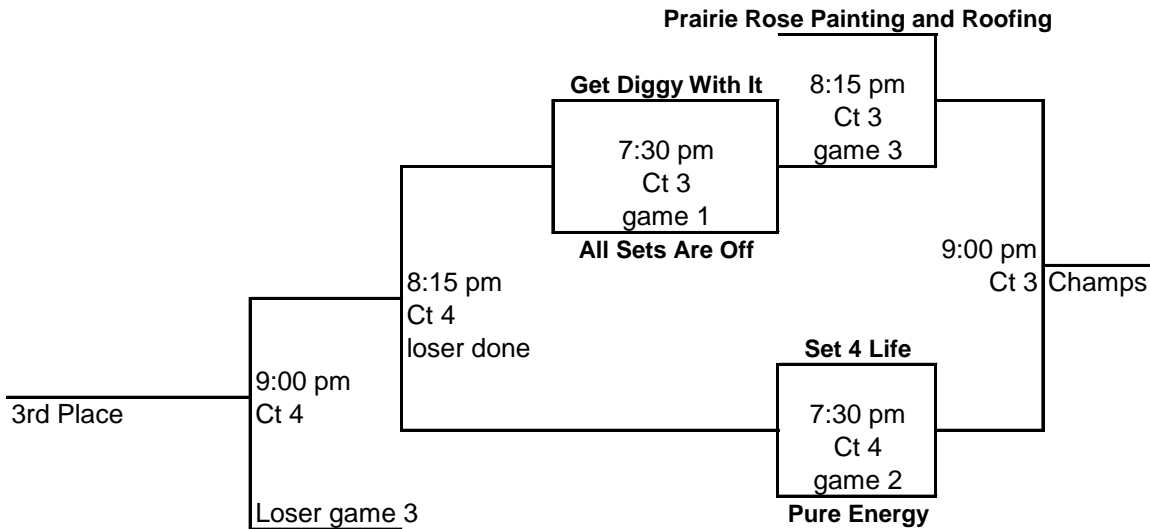 Prairie Rose Painting and Roofing
Get Diggy With It
8:15 pm
Ct 3
game 3
7:30 pm
Ct 3
game 1
All Sets Are Off
9:00 pm
Ct 3
Champs
8:15 pm
Ct 4
loser done
Set 4 Life
9:00 pm
Ct 4
3rd Place
7:30 pm
Ct 4
game 2
Loser game 3
Pure Energy